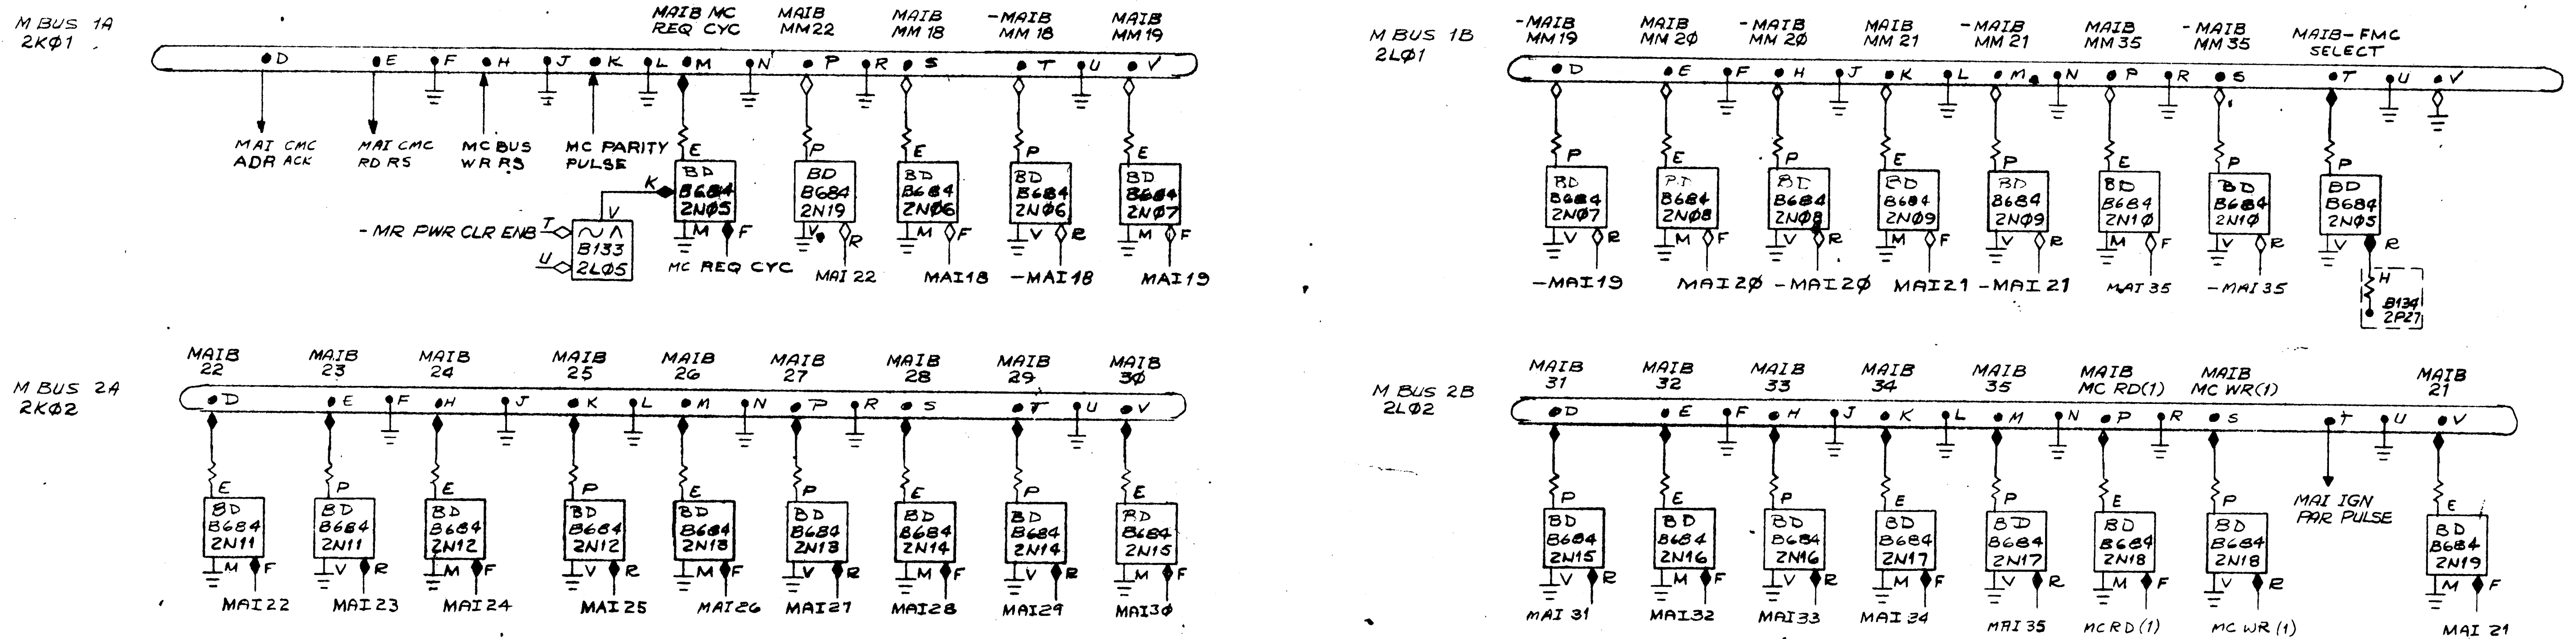 M BUS 1A
2KØ1
MAIB MC
REQ CYC
MAIB
MM22
MAIB
MM 18
-MAIB
MM 18
MAIB
MM 19
D E F H J K L M N P R S T U V
MAI CMC
ADR ACK
MAI CMC
RD RS
MC BUS
WR RS
MC PARITY
PULSE
E P E P E
BD
B684
2NØ5
BD
B684
2N19
BD
B684
2NØ6
BD
B684
2NØ6
BD
B684
2NØ7
K
V
-MR PWR CLR ENB T
U
B133
2LØ5
M F V R M F V R M F
MC REQ CYC
MAI 22
MAI18
-MAI 18
MAI19
M BUS 1B
2LØ1
-MAIB
MM19
MAIB
MM 2Ø
-MAIB
MM 2Ø
MAIB
MM 21
-MAIB
MM 21
MAIB
MM 35
-MAIB
MM 35
MAIB-FMC
SELECT
D E F H J K L M N P R S T U V
P E P E P E P P
BD
B684
2NØ7
BD
B684
2NØ8
BD
B684
2NØ8
BD
B684
2NØ9
BD
B684
2NØ9
BD
B684
2N1Ø
BD
B684
2N1Ø
BD
B684
2NØ5
V R M F V R M F V R M F V R V R
-MAI19
MAI2Ø
-MAI2Ø
MAI21
-MAI 21
MAI 35
-MAI 35
H
B134
2P27
M BUS 2A
2KØ2
MAIB
22
MAIB
23
MAIB
24
MAIB
25
MAIB
26
MAIB
27
MAIB
28
MAIB
29
MAIB
3Ø
D E F H J K L M N P R S T U V
E P E P E P E P E
BD
B684
2N11
BD
B684
2N11
BD
B684
2N12
BD
B684
2N12
BD
B684
2N13
BD
B684
2N13
BD
B684
2N14
BD
B684
2N14
BD
B684
2N15
M F V R M F V R M F V R M F V R M F
MAI22
MAI23
MAI24
MAI25
MAI26
MAI27
MAI28
MAI29
MAI3Ø
M BUS 2B
2LØ2
MAIB
31
MAIB
32
MAIB
33
MAIB
34
MAIB
35
MAIB
MC RD(1)
MAIB
MC WR(1)
MAIB
21
D E F H J K L M N P R S T U V
P E P E P E P E
MAI IGN
PAR PULSE
BD
B684
2N15
BD
B684
2N16
BD
B684
2N16
BD
B684
2N17
BD
B684
2N17
BD
B684
2N18
BD
B684
2N18
BD
B684
2N19
V R M F V R M F V R M F V R M F
MAI 31
MAI32
MAI33
MAI 34
MAI 35
MC RD(1)
MC WR(1)
MAI 21